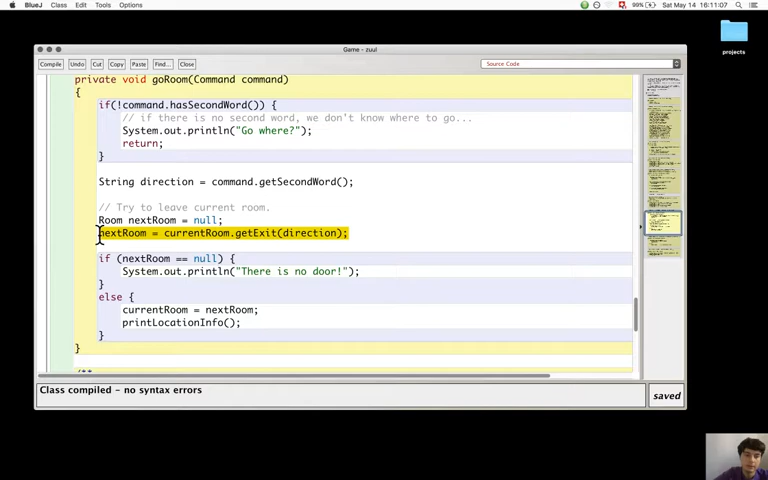 BlueJ Class Edit Tools Options 99% Sat May 14 16:11:07
projects
Game - zuul
Compile Undo Cut Copy Paste Find... Close Source Code
private void goRoom(Command command)
{
if(!command.hasSecondWord()) {
// if there is no second word, we don't know where to go...
System.out.println("Go where?");
return;
}
String direction = command.getSecondWord();
// Try to leave current room.
Room nextRoom = null;
nextRoom = currentRoom.getExit(direction);
if (nextRoom == null) {
System.out.println("There is no door!");
}
else {
currentRoom = nextRoom;
printLocationInfo();
}
}
Class compiled - no syntax errors
saved